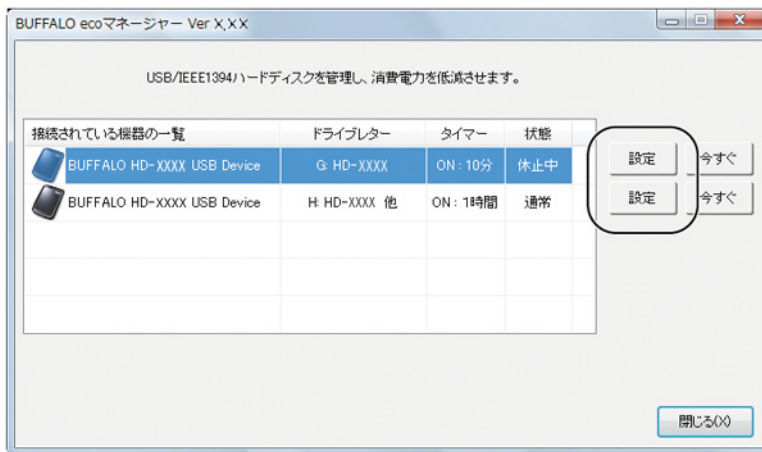 BUFFALO ecoマネージャー Ver X.XX
USB/IEEE1394ハードディスクを管理し、消費電力を低減させます。
接続されている機器の一覧 ドライブレター タイマー 状態
BUFFALO HD-XXXX USB Device G: HD-XXXX ON : 10分 休止中 設定 今すぐ
BUFFALO HD-XXXX USB Device H: HD-XXXX 他 ON : 1時間 通常 設定 今すぐ
閉じる(X)